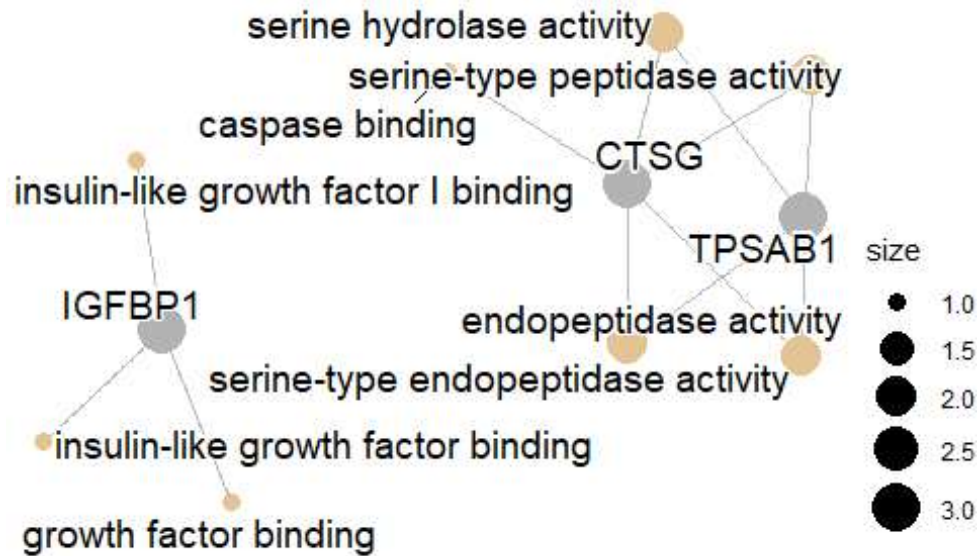 serine hydrolase activity
serine-type peptidase activity
caspase binding
CTSG
insulin-like growth factor I binding
TPSAB1
IGFBP1
endopeptidase activity
serine-type endopeptidase activity
insulin-like growth factor binding
growth factor binding
size
1.0
1.5
2.0
2.5
3.0